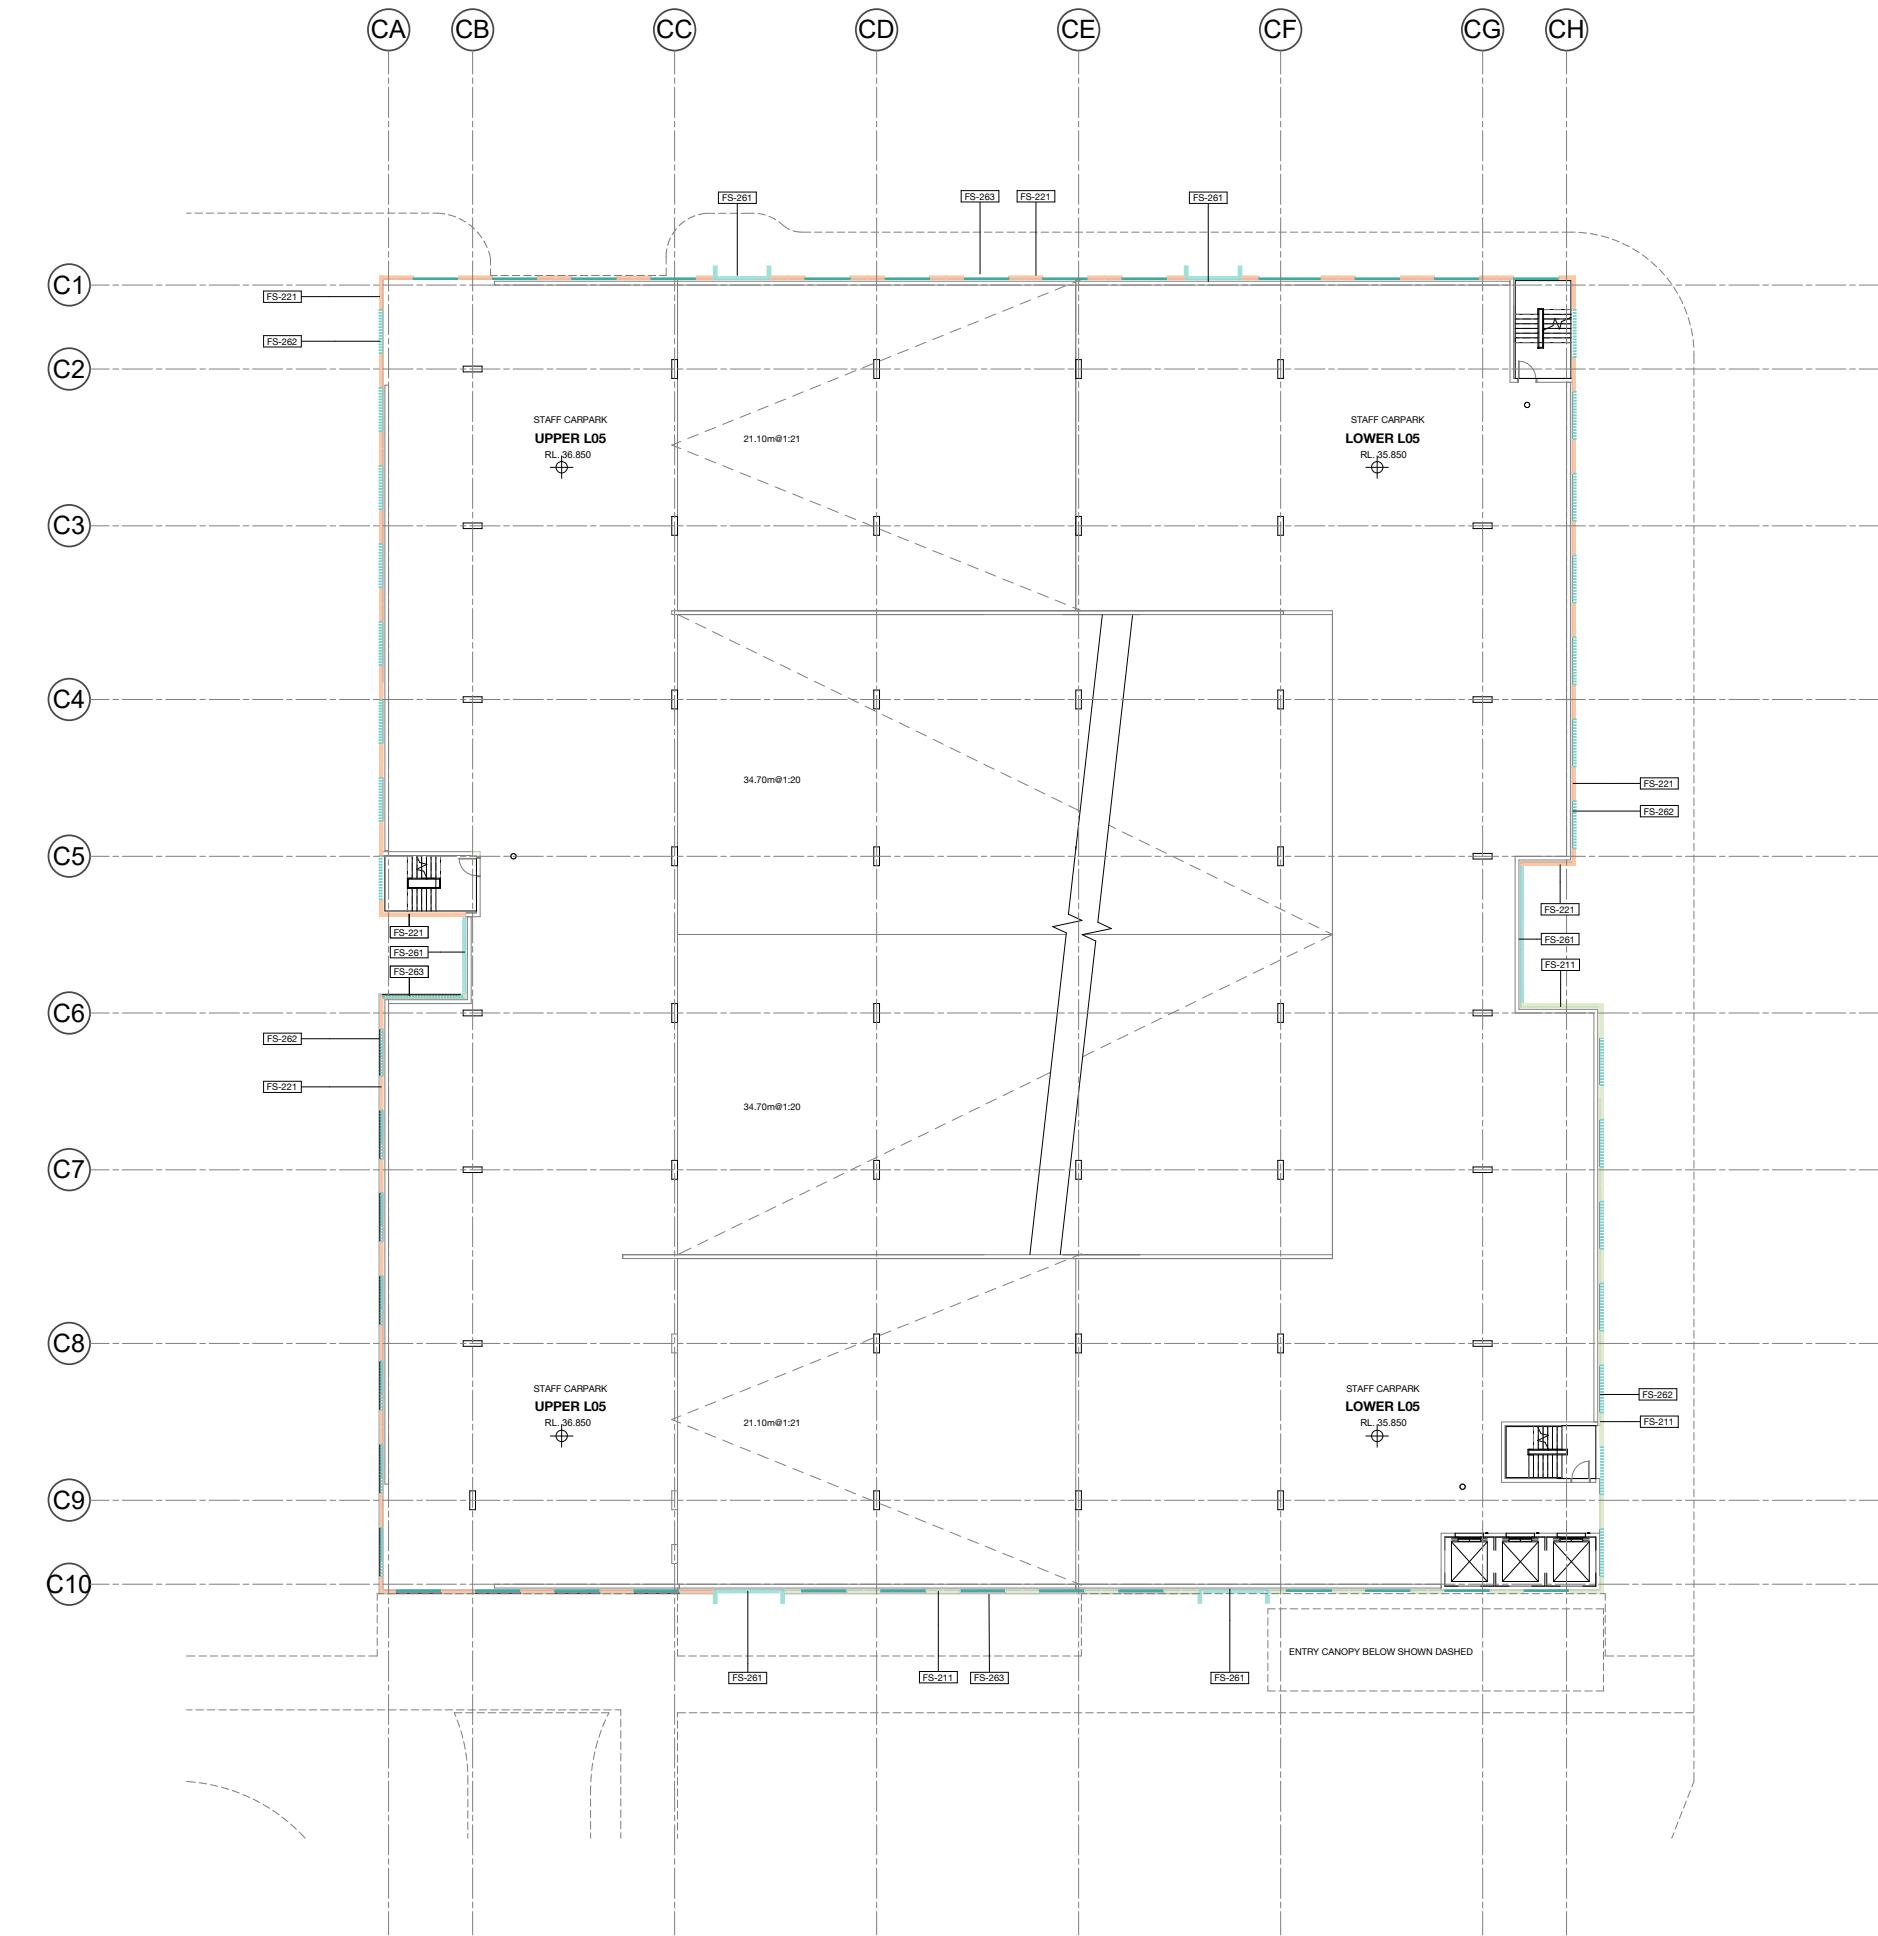 CA CB CC CD CE CF CG CH
FS-261 FS-263 FS-221 FS-261
C1
FS-221
FS-262
C2
STAFF CARPARK
UPPER L05
RL. 36.850
21.10m@1:21
STAFF CARPARK
LOWER L05
RL. 35.850
C3
C4
34.70m@1:20
FS-221
FS-262
C5
FS-221
FS-261
FS-263
FS-221
FS-261
FS-211
C6
FS-262
FS-221
34.70m@1:20
C7
C8
STAFF CARPARK
UPPER L05
RL. 36.850
21.10m@1:21
STAFF CARPARK
LOWER L05
RL. 35.850
FS-262
FS-211
C9
C10
ENTRY CANOPY BELOW SHOWN DASHED
FS-261 FS-211 FS-263 FS-261